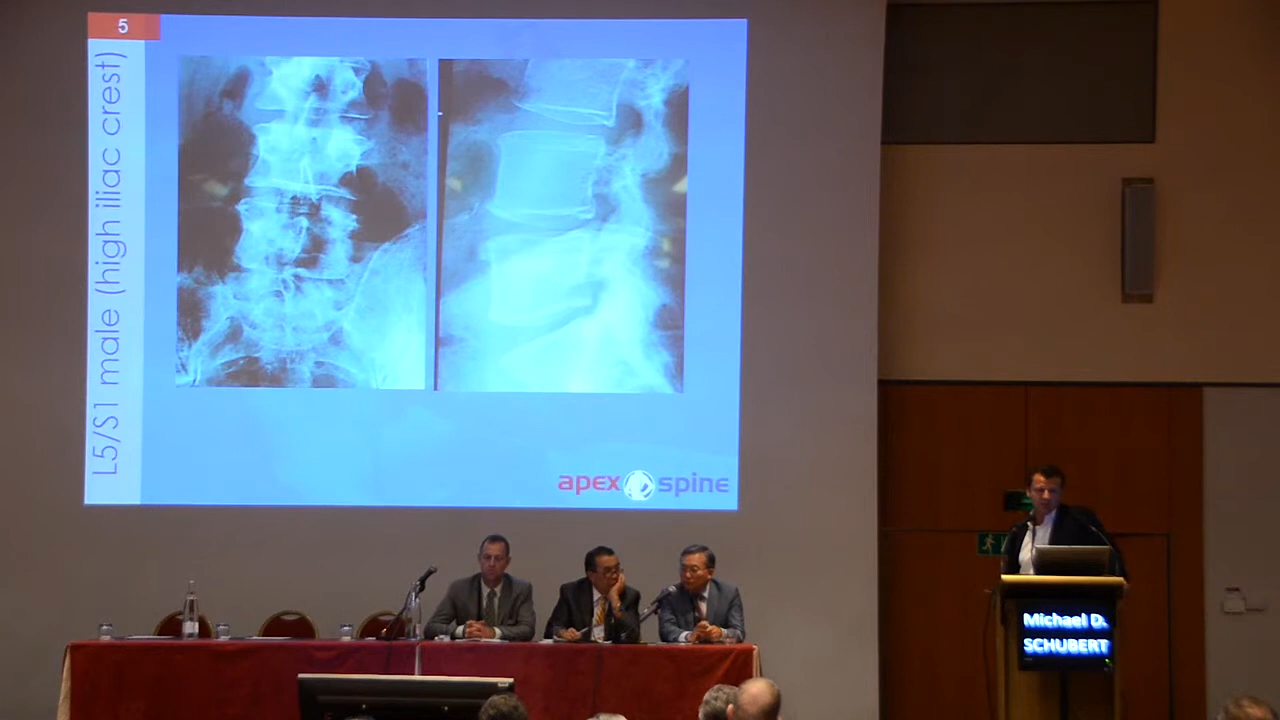 5
L5/S1 male (high iliac crest)
apex spine
Michael D.
SCHUBERT